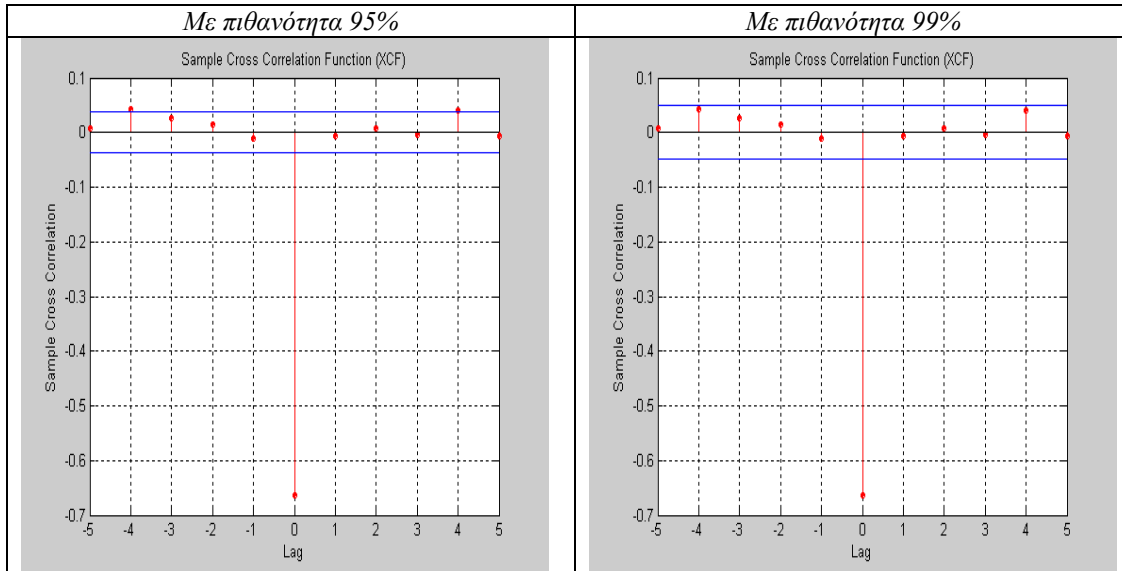 Με πιθανότητα 95%
Με πιθανότητα 99%
Sample Cross Correlation Function (XCF)
0.1
0
-0.1
-0.2
-0.3
-0.4
-0.5
-0.6
-0.7
Sample Cross Correlation
-5 -4 -3 -2 -1 0 1 2 3 4 5
Lag
Sample Cross Correlation Function (XCF)
0.1
0
-0.1
-0.2
-0.3
-0.4
-0.5
-0.6
-0.7
Sample Cross Correlation
-5 -4 -3 -2 -1 0 1 2 3 4 5
Lag